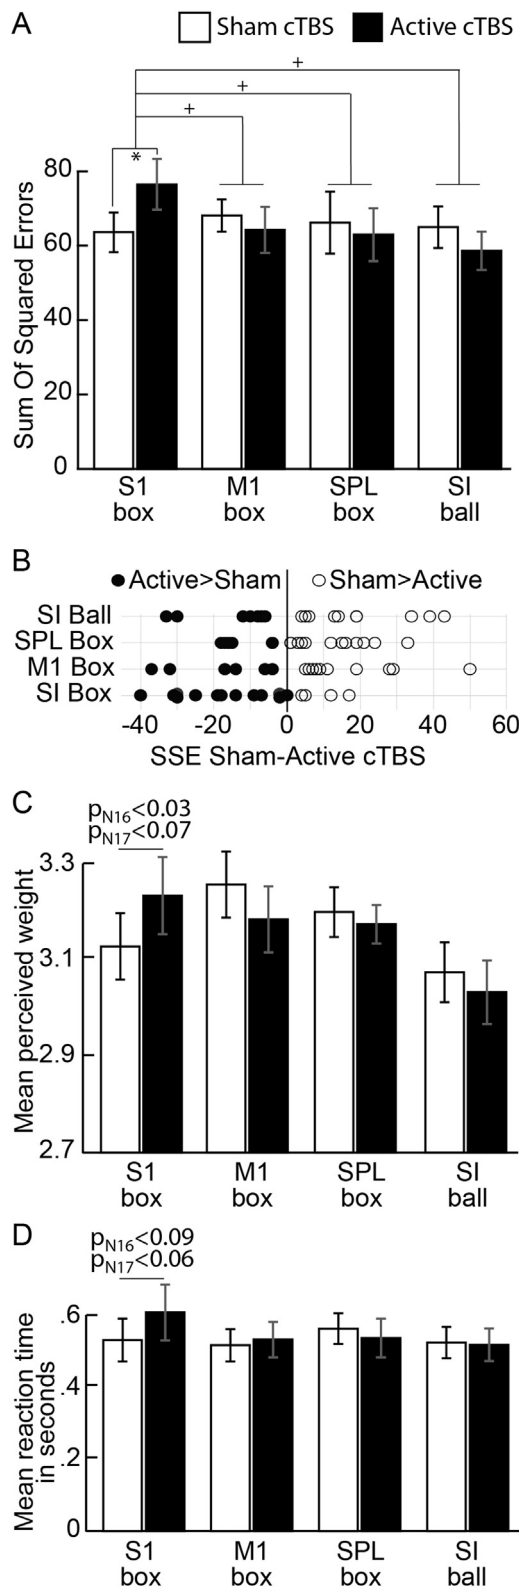 A
Sham cTBS
Active cTBS
+
+
+
*
80
60
40
20
0
Sum Of Squared Errors
S1 M1 SPL SI
box box box ball
B
Active>Sham Sham>Active
SI Ball
SPL Box
M1 Box
SI Box
-40 -20 0 20 40 60
SSE Sham-Active cTBS
C
pN16<0.03
pN17<0.07
3.3
3.1
2.9
2.7
Mean perceived weight
S1 M1 SPL SI
box box box ball
D
pN16<0.09
pN17<0.06
.6
.4
.2
0
Mean reaction time
in seconds
S1 M1 SPL SI
box box box ball